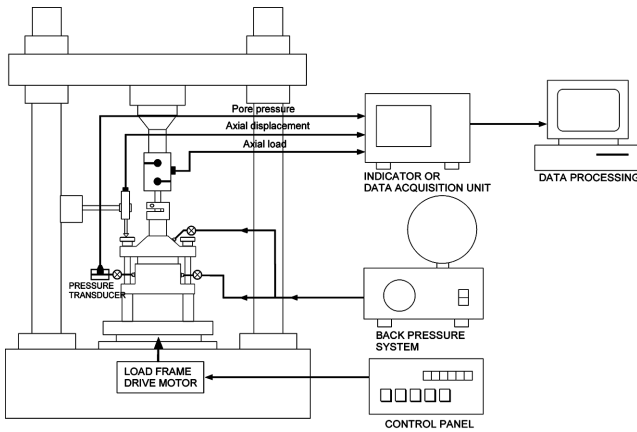 Pore pressure
Axial displacement
Axial load
INDICATOR OR
DATA ACQUISITION UNIT
DATA PROCESSING
PRESSURE
TRANSDUCER
BACK PRESSURE
SYSTEM
LOAD FRAME
DRIVE MOTOR
CONTROL PANEL